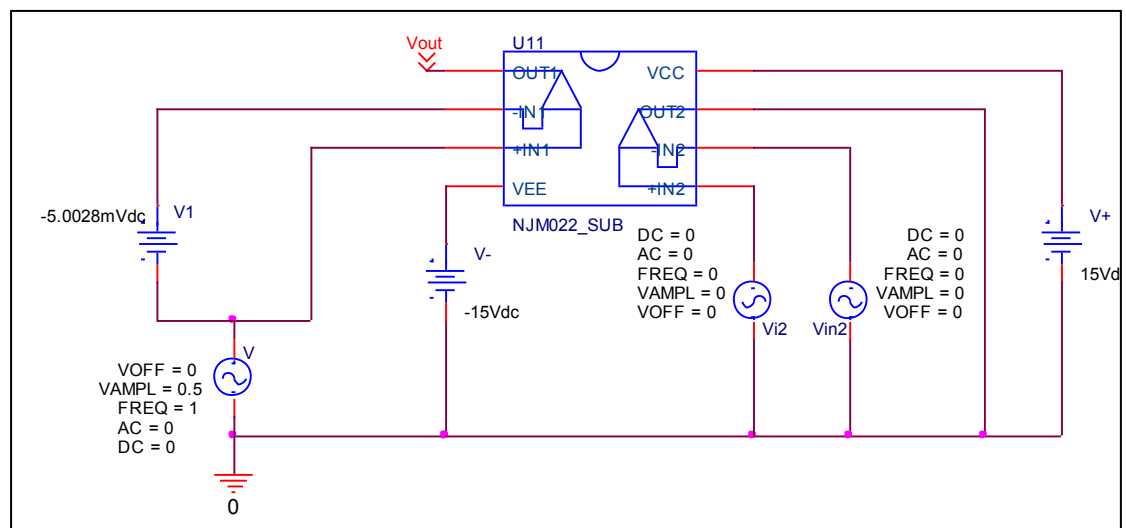 Vout
U11
OUT1
VCC
-IN1
OUT2
+IN1
-IN2
VEE
+IN2
NJM022_SUB
-5.0028mVdc
V1
V-
-15Vdc
DC = 0
AC = 0
FREQ = 0
VAMPL = 0
VOFF = 0
Vi2
DC = 0
AC = 0
FREQ = 0
VAMPL = 0
VOFF = 0
Vin2
V+
15Vd
V
VOFF = 0
VAMPL = 0.5
FREQ = 1
AC = 0
DC = 0
0